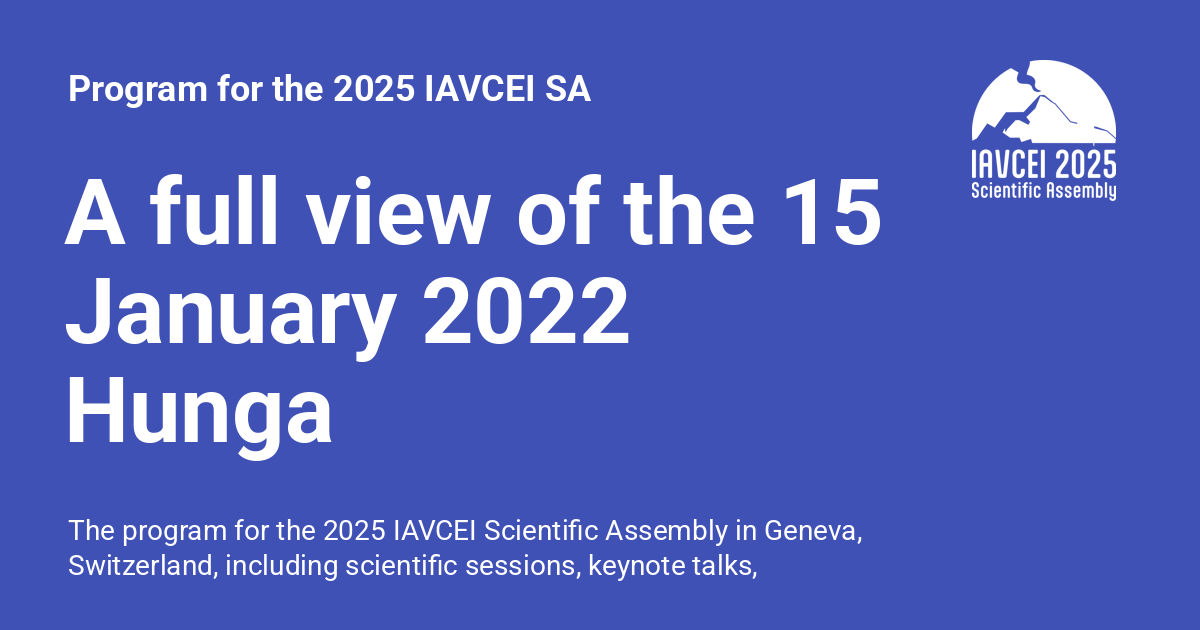 Program for the 2025 IAVCEI SA
IAVCEI 2025
Scientific Assembly
A full view of the 15
January 2022
Hunga
The program for the 2025 IAVCEI Scientific Assembly in Geneva,
Switzerland, including scientific sessions, keynote talks,